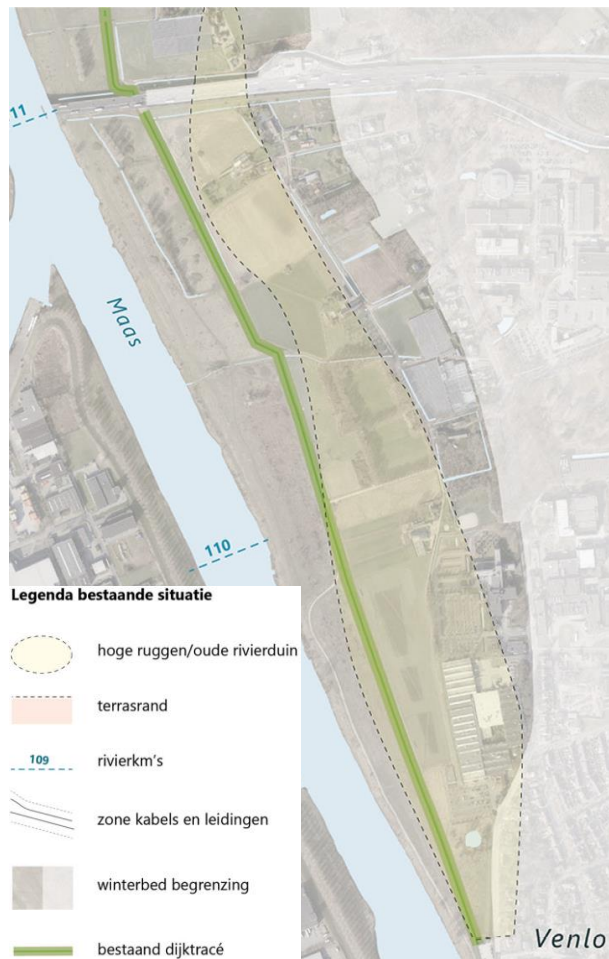 11
Maas
110
Legenda bestaande situatie
hoge ruggen/oude rivierduin
terrasrand
109
rivierkm's
zone kabels en leidingen
winterbed begrenzing
bestaand dijktracé
Venlo